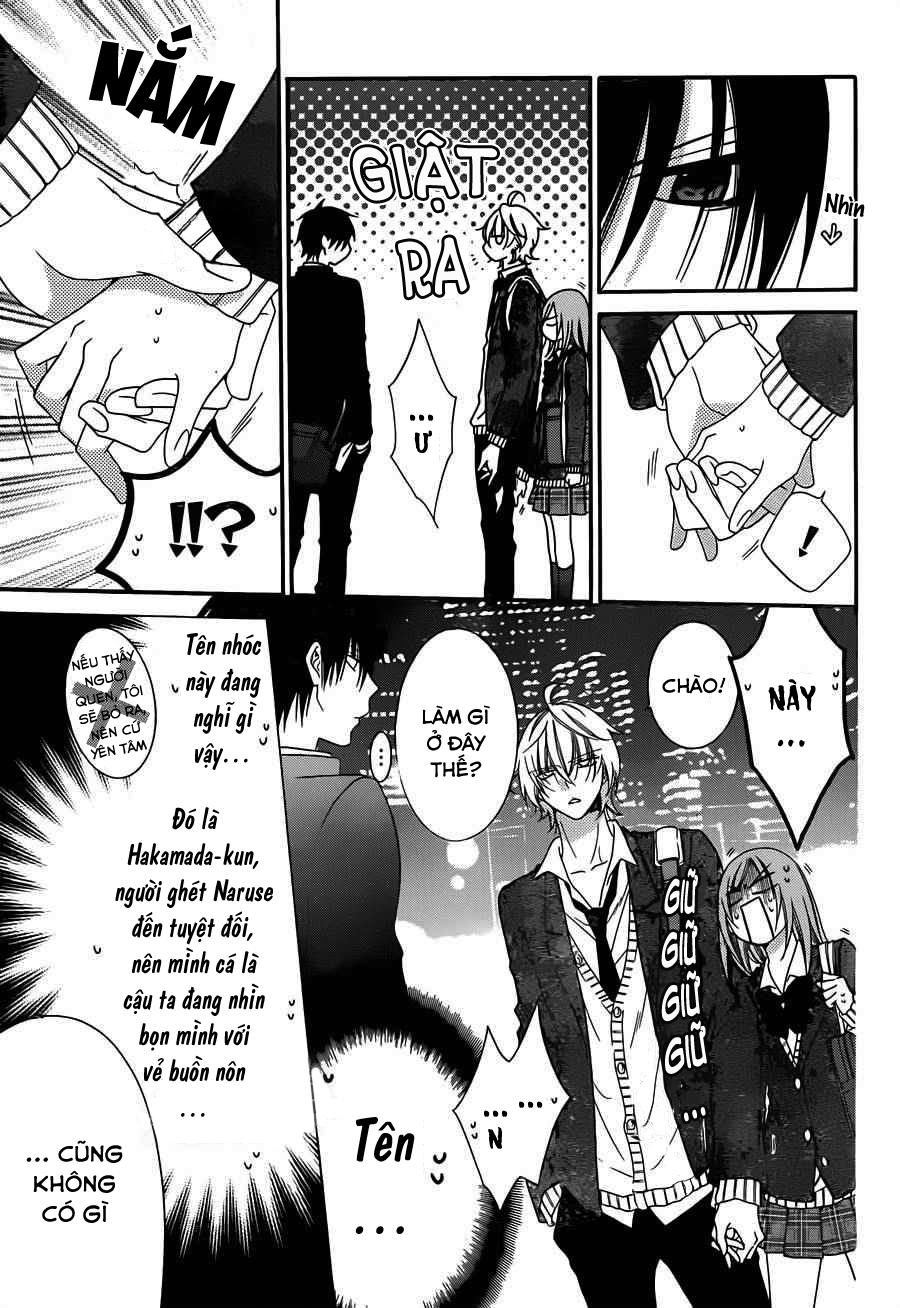 Nhìn
!
GIẬT
RA
...
Ư
NẮM
!!?
NÀY
...
CHÀO!
LÀM GÌ
Ở ĐÂY
THẾ?
...
GIỮ
GIỮ
GIỮ
GIỮ
...
... ...
N
Tên nhóc
này đang
nghĩ gì
vậy...
NẾU THẤY
NGƯỜI
QUEN, TÔI
SẼ BỎ RA,
NÊN CỨ
YÊN TÂM
Đó là
Hakamada-kun,
người ghét Naruse
đến tuyệt đối,
nên mình cá là
cậu ta đang nhìn
bọn mình với
vẻ buồn nôn
...
Tên
...
... CŨNG
KHÔNG
CÓ GÌ